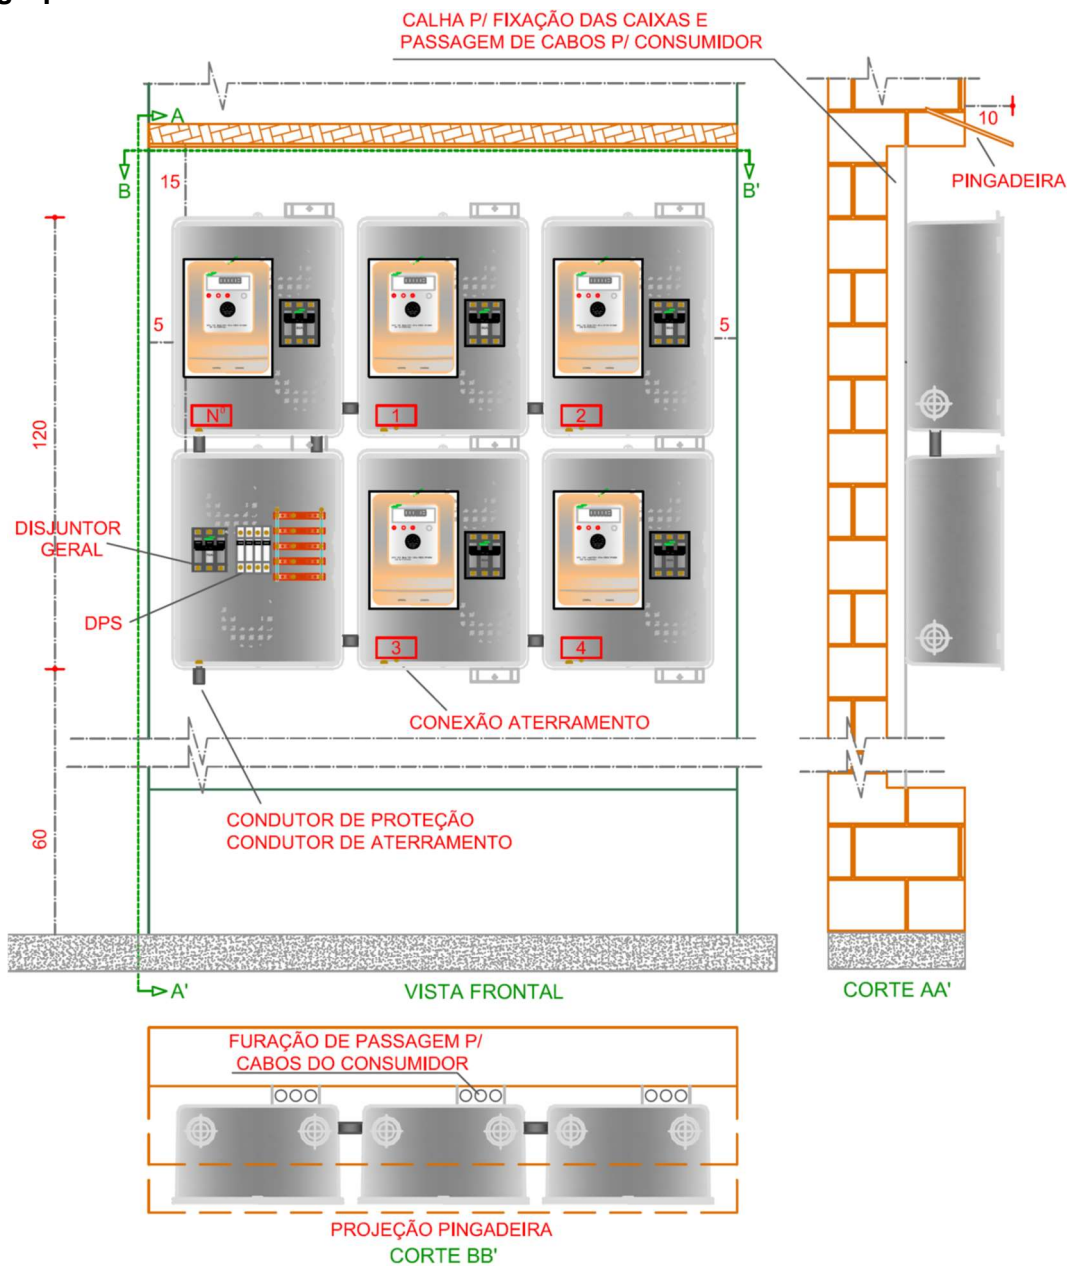 CALHA P/ FIXAÇÃO DAS CAIXAS E
PASSAGEM DE CABOS P/ CONSUMIDOR
A
B
B'
15
10
PINGADEIRA
5
5
120
Nº
1
2
DISJUNTOR
GERAL
DPS
3
4
CONEXÃO ATERRAMENTO
CONDUTOR DE PROTEÇÃO
CONDUTOR DE ATERRAMENTO
60
A'
VISTA FRONTAL
CORTE AA'
FURAÇÃO DE PASSAGEM P/
CABOS DO CONSUMIDOR
PROJEÇÃO PINGADEIRA
CORTE BB'